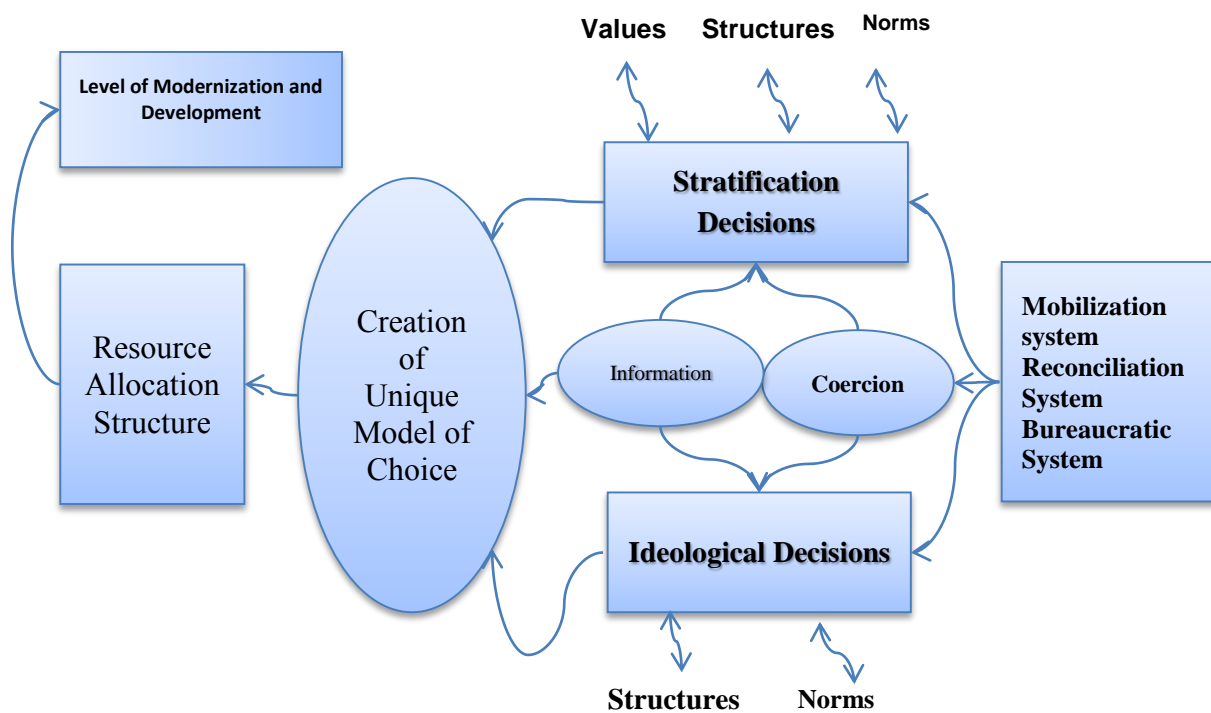 Values
Structures
Norms
Level of Modernization and
Development
Stratification
Decisions
Resource
Allocation
Structure
Creation
of
Unique
Model of
Choice
Information
Coercion
Mobilization
system
Reconciliation
System
Bureaucratic
System
Ideological Decisions
Structures
Norms